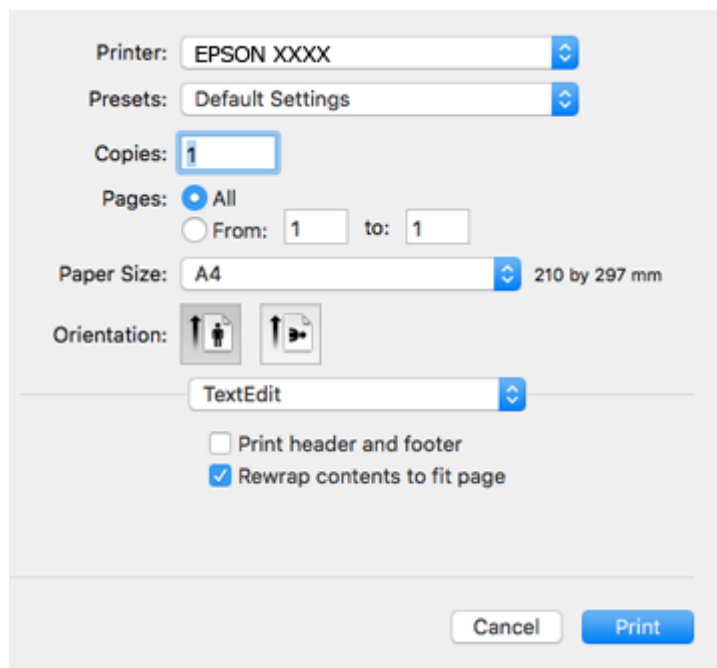 Printer: EPSON XXXX
Presets: Default Settings
Copies: 1
Pages: All
From: 1 to: 1
Paper Size: A4 210 by 297 mm
Orientation:
TextEdit
Print header and footer
Rewrap contents to fit page
Cancel Print